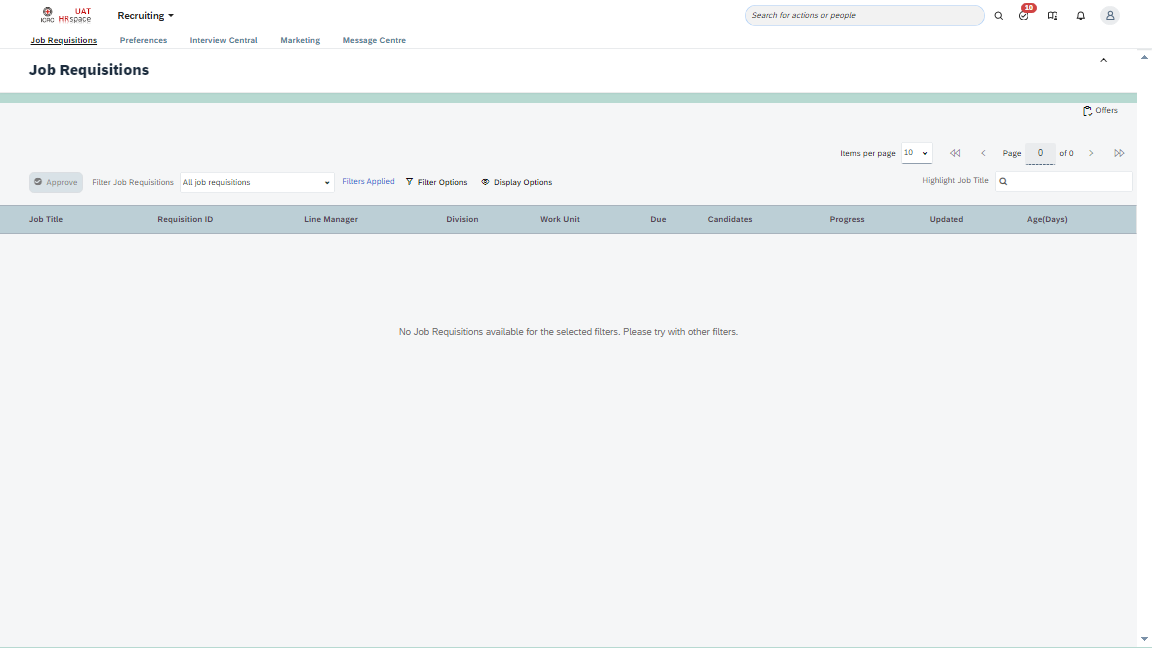 ICRC UAT HRspace Recruiting Search for actions or people 10
Job Requisitions Preferences Interview Central Marketing Message Centre
Job Requisitions
Offers
Items per page 10 Page 0 of 0
Approve Filter Job Requisitions All job requisitions Filters Applied Filter Options Display Options Highlight Job Title
Job Title Requisition ID Line Manager Division Work Unit Due Candidates Progress Updated Age(Days)
No Job Requisitions available for the selected filters. Please try with other filters.